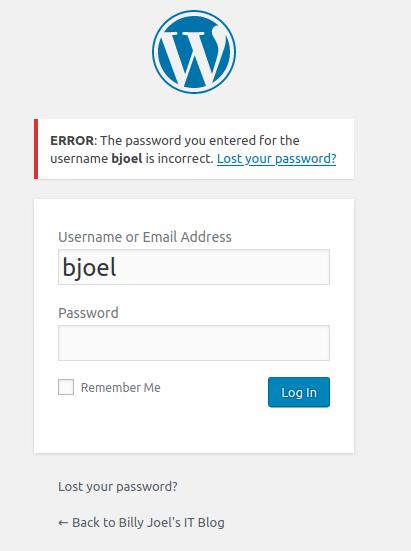 ERROR: The password you entered for the
username bjoel is incorrect. Lost your password?
Username or Email Address
bjoel
Password
Remember Me
Log In
Lost your password?
← Back to Billy Joel's IT Blog